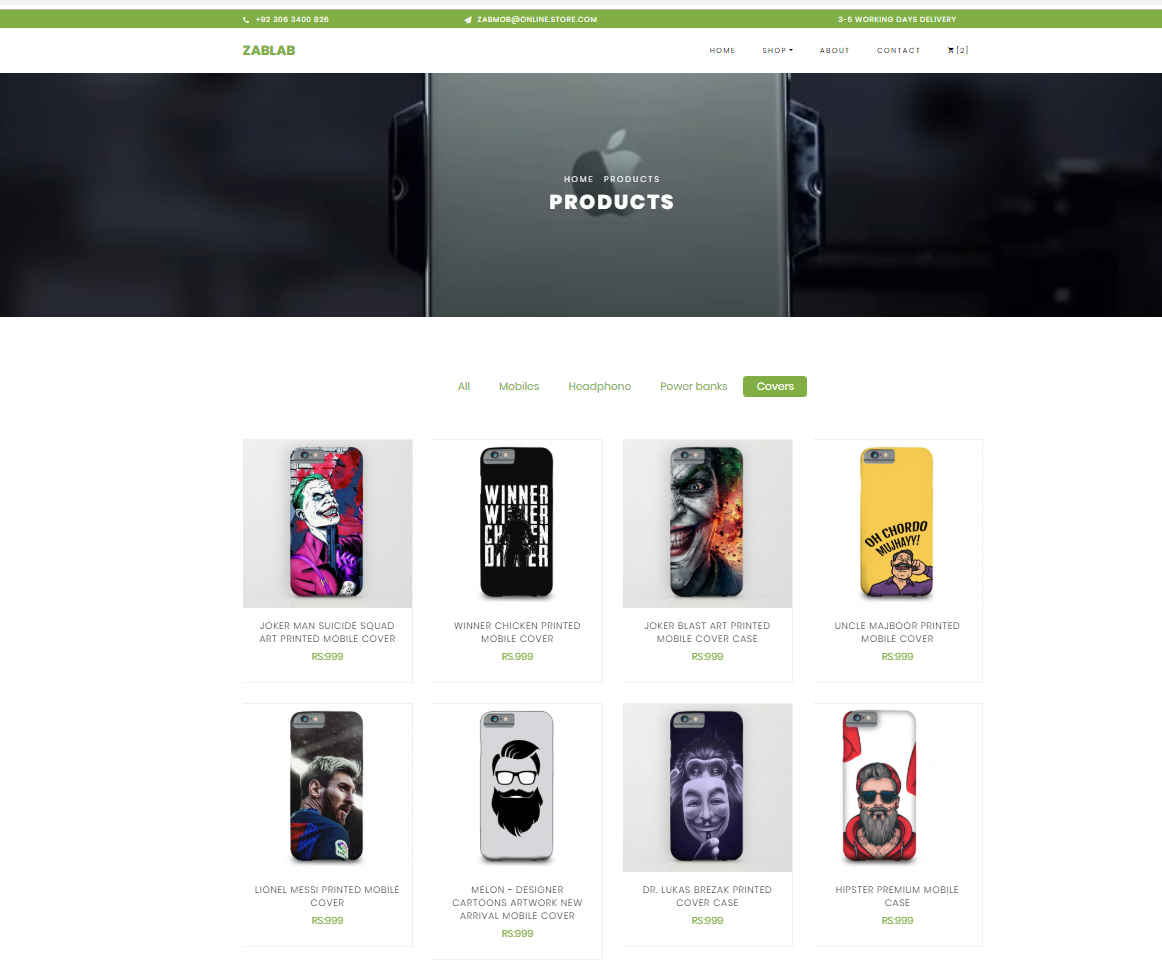 +92 306 3400 826
ZABMOB@ONLINE.STORE.COM
3-5 WORKING DAYS DELIVERY
ZABLAB
HOME
SHOP
ABOUT
CONTACT
[2]
HOME PRODUCTS
PRODUCTS
All
Mobiles
Headphone
Power banks
Covers
WINNER
WINNER
CHICKEN
DINNER
OH CHORDO
MUJHAYY!
JOKER MAN SUICIDE SQUAD
ART PRINTED MOBILE COVER
RS:999
WINNER CHICKEN PRINTED
MOBILE COVER
RS.999
JOKER BLAST ART PRINTED
MOBILE COVER CASE
RS:999
UNCLE MAJBOOR PRINTED
MOBILE COVER
RS:999
LIONEL MESSI PRINTED MOBILE
COVER
RS:999
MELON - DESIGNER
CARTOONS ARTWORK NEW
ARRIVAL MOBILE COVER
RS:999
DR. LUKAS BREZAK PRINTED
COVER CASE
RS:999
HIPSTER PREMIUM MOBILE
CASE
RS:999